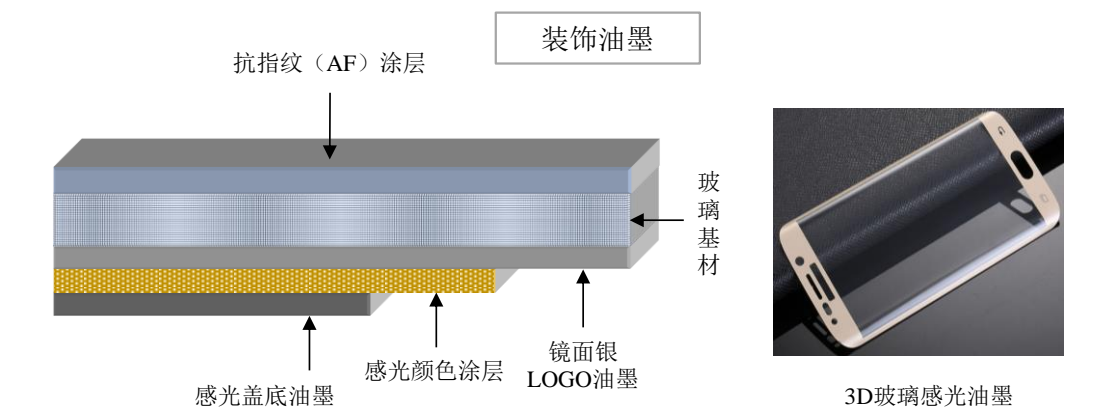 装饰油墨
抗指纹（AF）涂层
玻
璃
基
材
镜面银
LOGO油墨
感光颜色涂层
感光盖底油墨
3D玻璃感光油墨